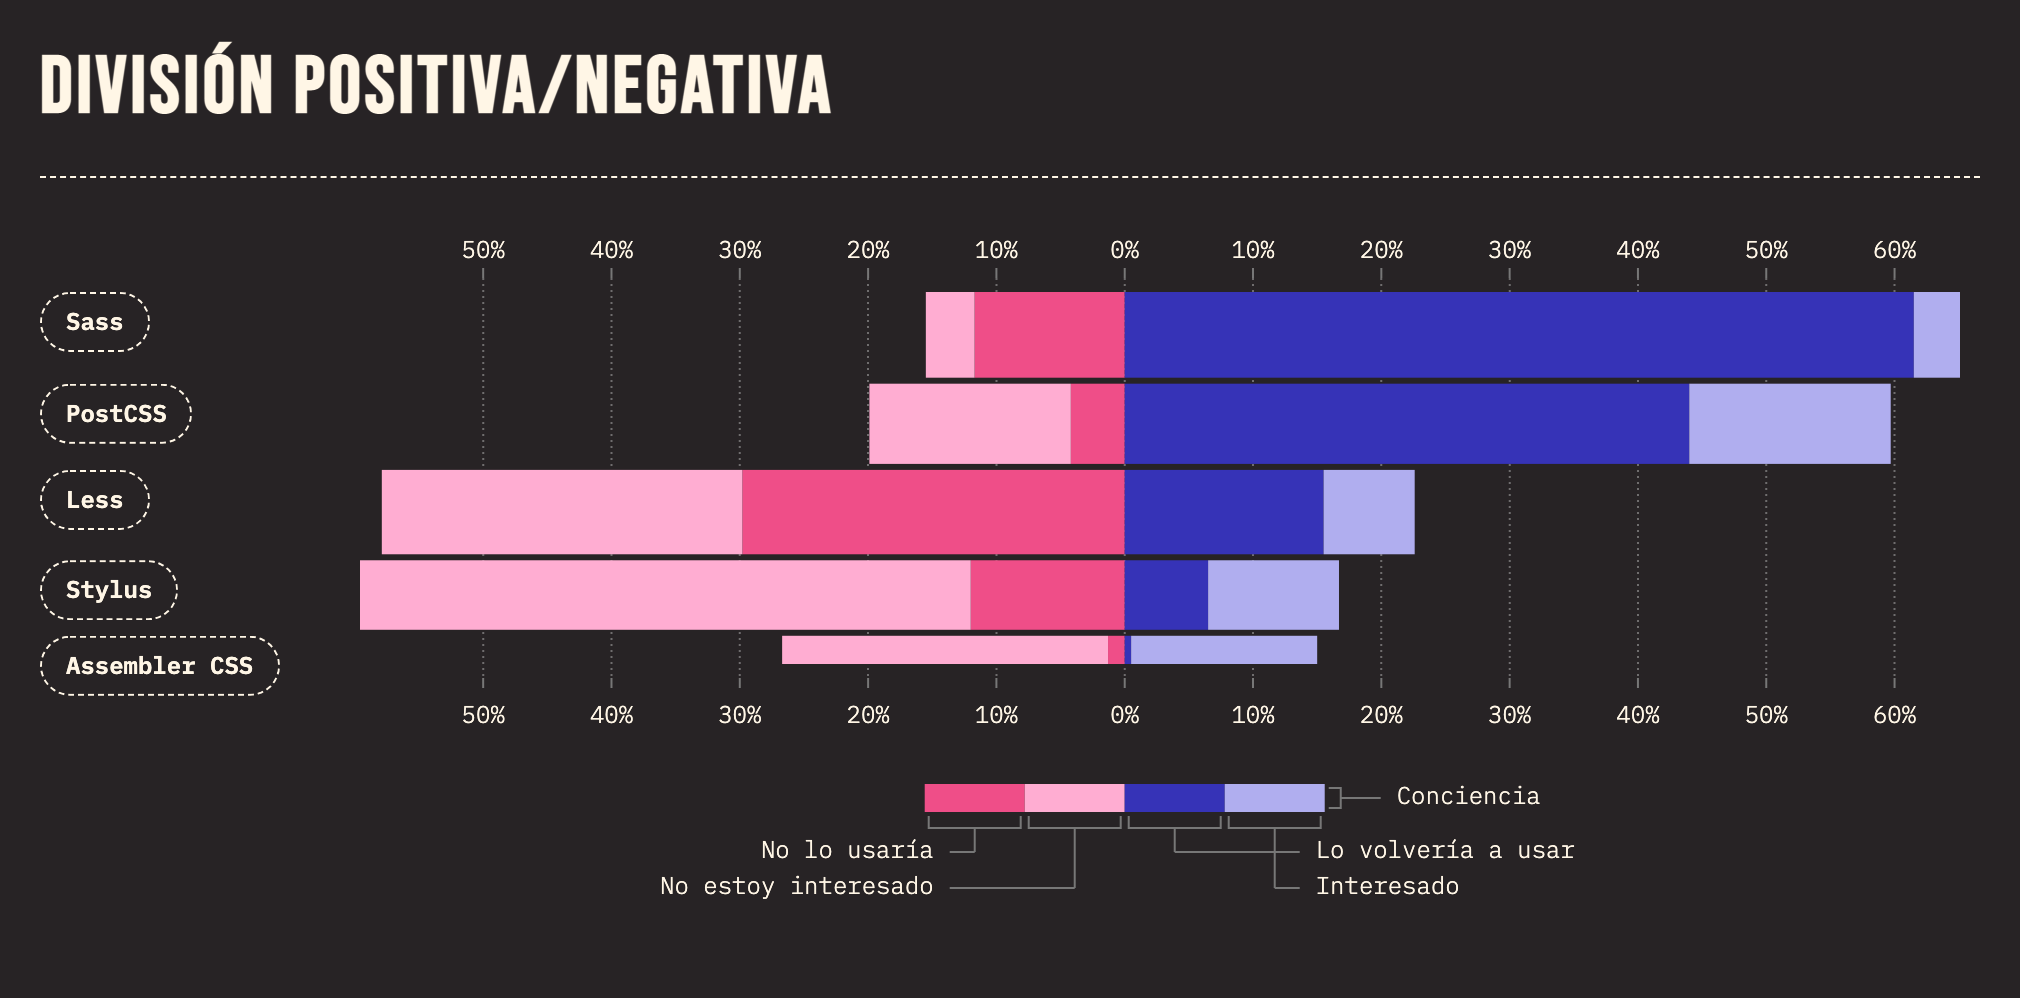 DIVISIÓN POSITIVA/NEGATIVA
50% 40% 30% 20% 10% 0% 10% 20% 30% 40% 50% 60%
Sass
PostCSS
Less
Stylus
Assembler CSS
50% 40% 30% 20% 10% 0% 10% 20% 30% 40% 50% 60%
Conciencia
No lo usaría Lo volvería a usar
No estoy interesado Interesado